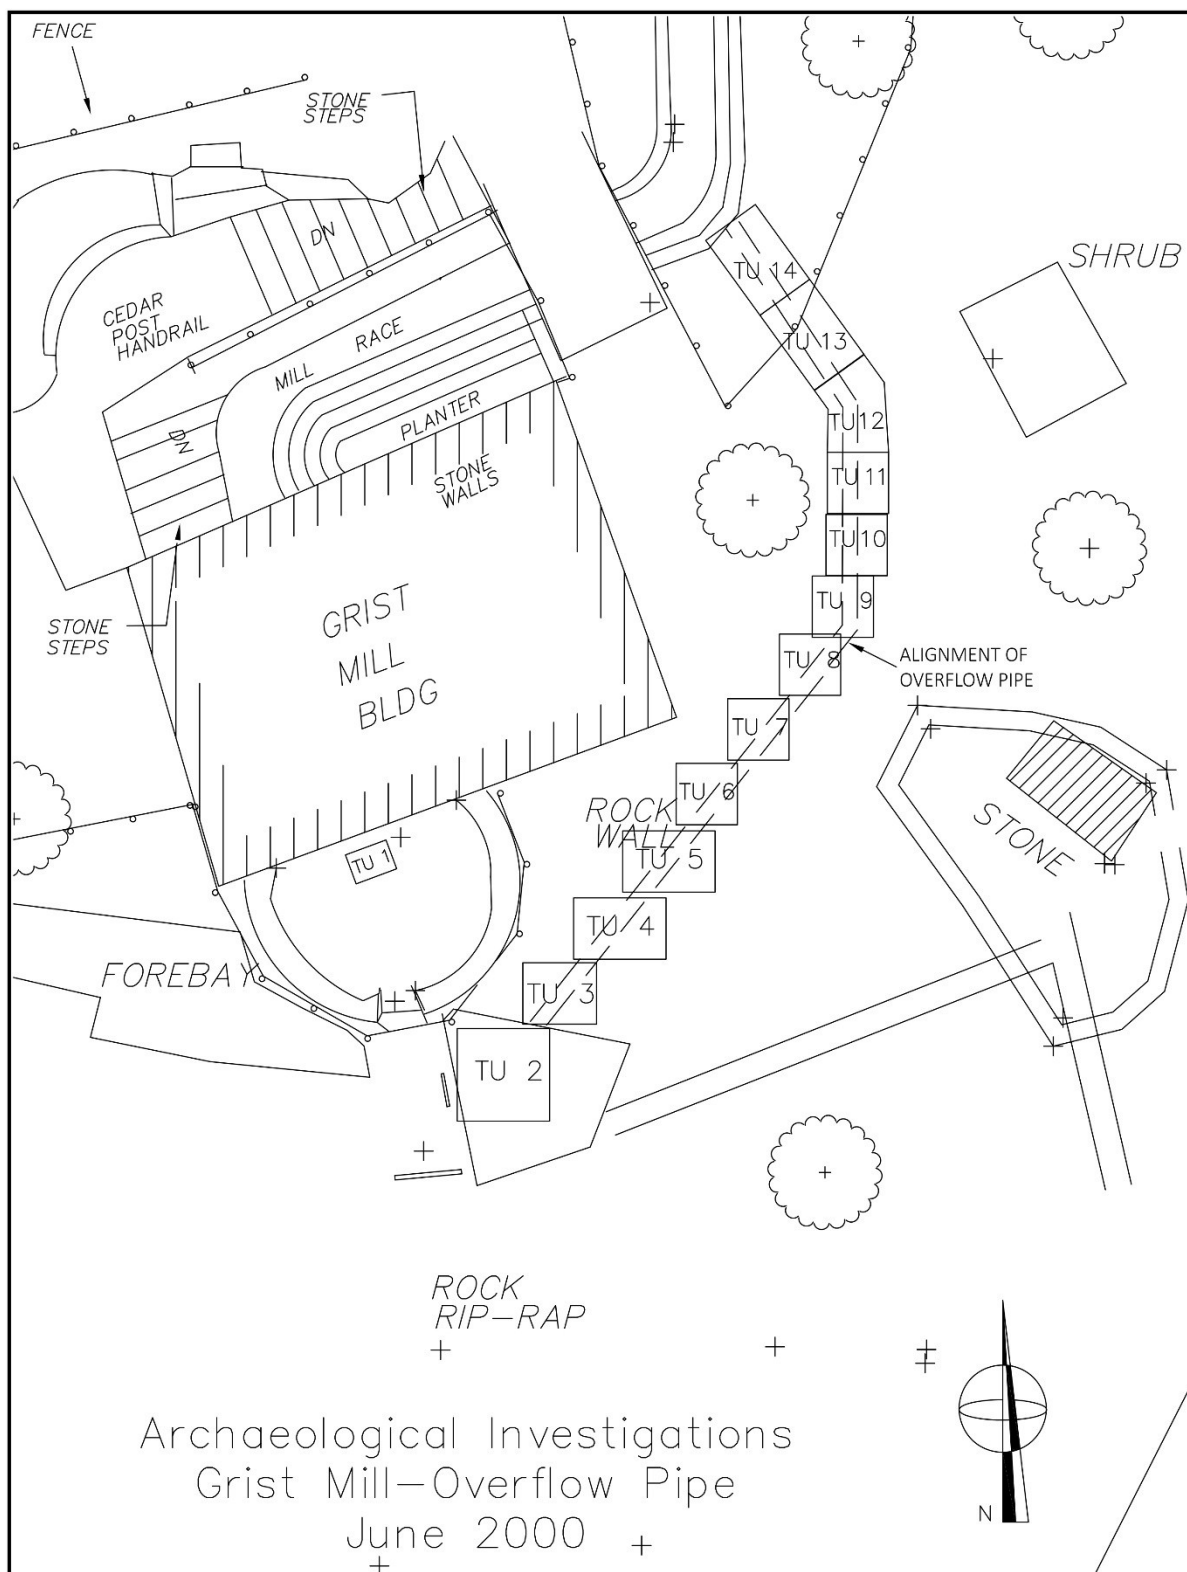 FENCE
STONE
STEPS
DN
CEDAR
POST
HANDRAIL
MILL RACE
DN
PLANTER
STONE
WALLS
STONE
STEPS
GRIST
MILL
BLDG
SHRUB
TU 14
TU 13
TU 12
TU 11
TU 10
TU 9
TU 8
ALIGNMENT OF
OVERFLOW PIPE
TU 7
TU 6
ROCK
WALL
TU 5
TU 4
TU 3
TU 2
TU 1
STONE
FOREBAY
ROCK
RIP-RAP
Archaeological Investigations
Grist Mill-Overflow Pipe
June 2000
N